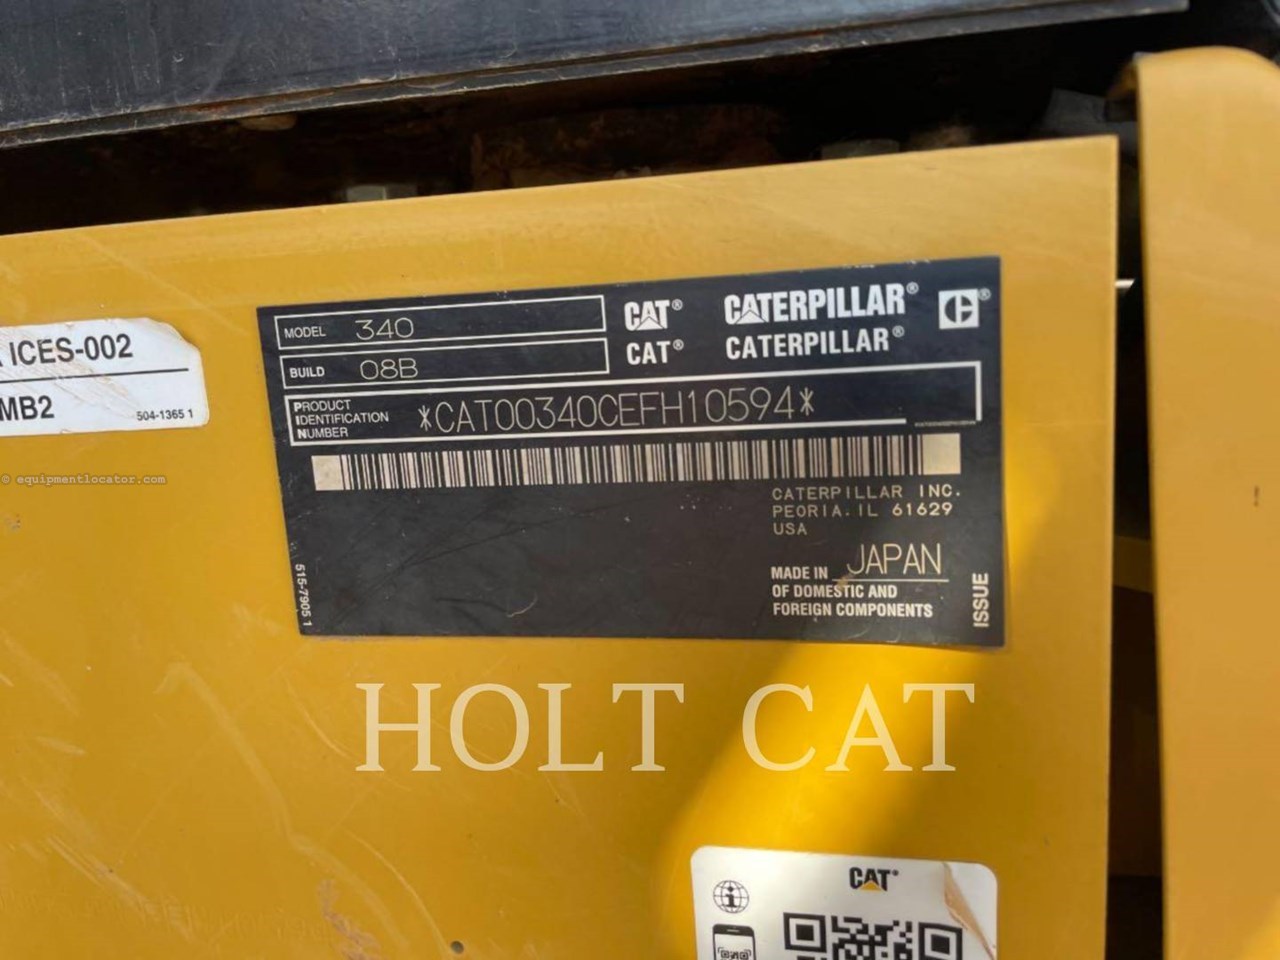 ICES-002
MB2
504-1365 1
MODEL 340
BUILD 08B
CAT® CATERPILLAR® C®
CAT® CATERPILLAR®
PRODUCT
IDENTIFICATION
NUMBER
*CAT00340CEFH10594*
CATERPILLAR INC.
PEORIA. IL 61629
USA
MADE IN JAPAN
OF DOMESTIC AND
FOREIGN COMPONENTS
515-7905 1
ISSUE
© equipmentlocator.com
HOLT CAT
CAT®